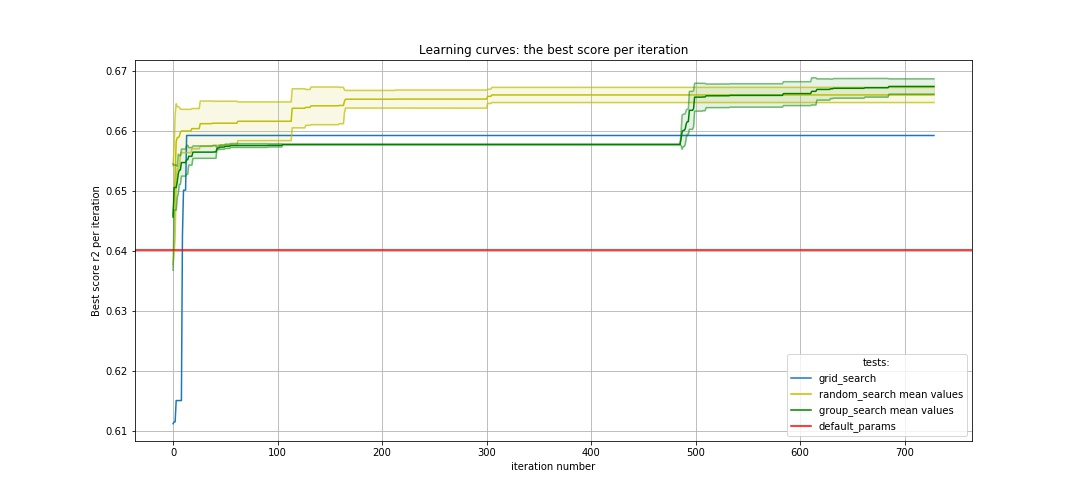 Learning curves: the best score per iteration
Best score r2 per iteration
0.67
0.66
0.65
0.64
0.63
0.62
0.61
0 100 200 300 400 500 600 700
iteration number
tests:
grid_search
random_search mean values
group_search mean values
default_params